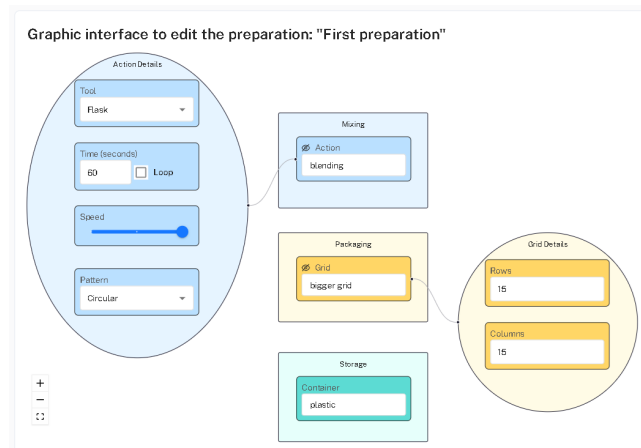 Graphic interface to edit the preparation: "First preparation"
Action Details
Tool
Flask
Time (seconds)
60
Loop
Speed
Pattern
Circular
Mixing
Action
blending
Packaging
Grid
bigger grid
Storage
Container
plastic
Grid Details
Rows
15
Columns
15